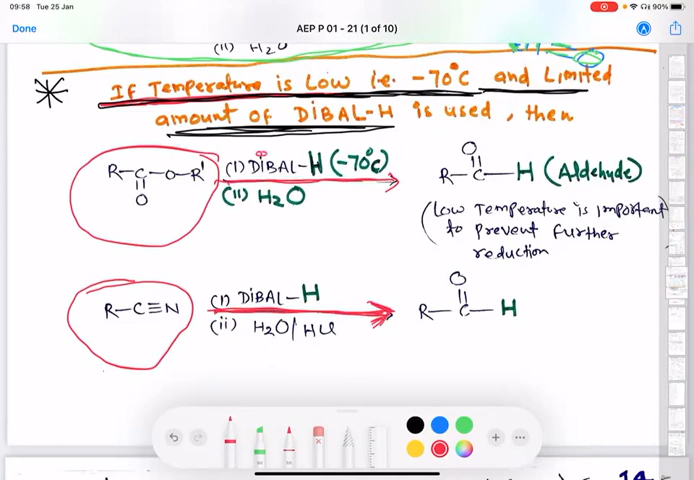 09:58 Tue 25 Jan
90%
Done
AEP P 01 - 21 (1 of 10)
(ii) H2O
If Temperature is Low i.e. -70°C and Limited
amount of DIBAL-H is used, then
R-C-O-R'
O
(i) DIBAL-H (-70°C)
(ii) H2O
O
R-C-H (Aldehyde)
(Low Temperature is important
to prevent further
reduction
R-C≡N
(i) DIBAL-H
(ii) H2O/HCl
O
R-C-H
14